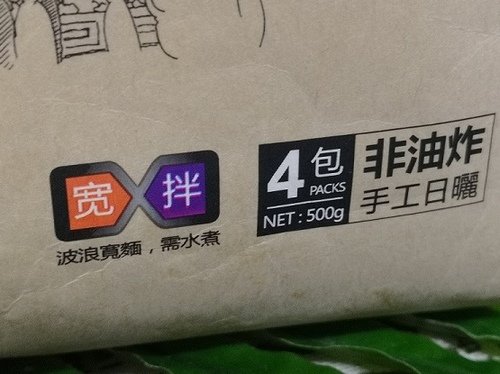 宽 拌
波浪寬麵，需水煮
4包
PACKS
NET : 500g
非油炸
手工日曬